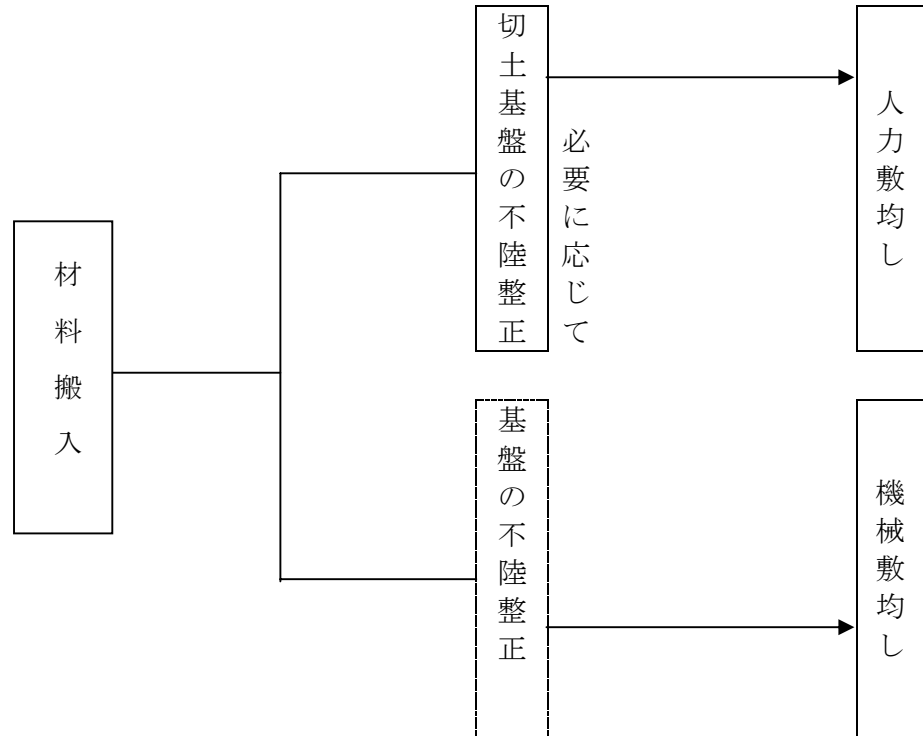 材料搬入
切土基盤の不陸整正
必要に応じて
人力敷均し
基盤の不陸整正
機械敷均し